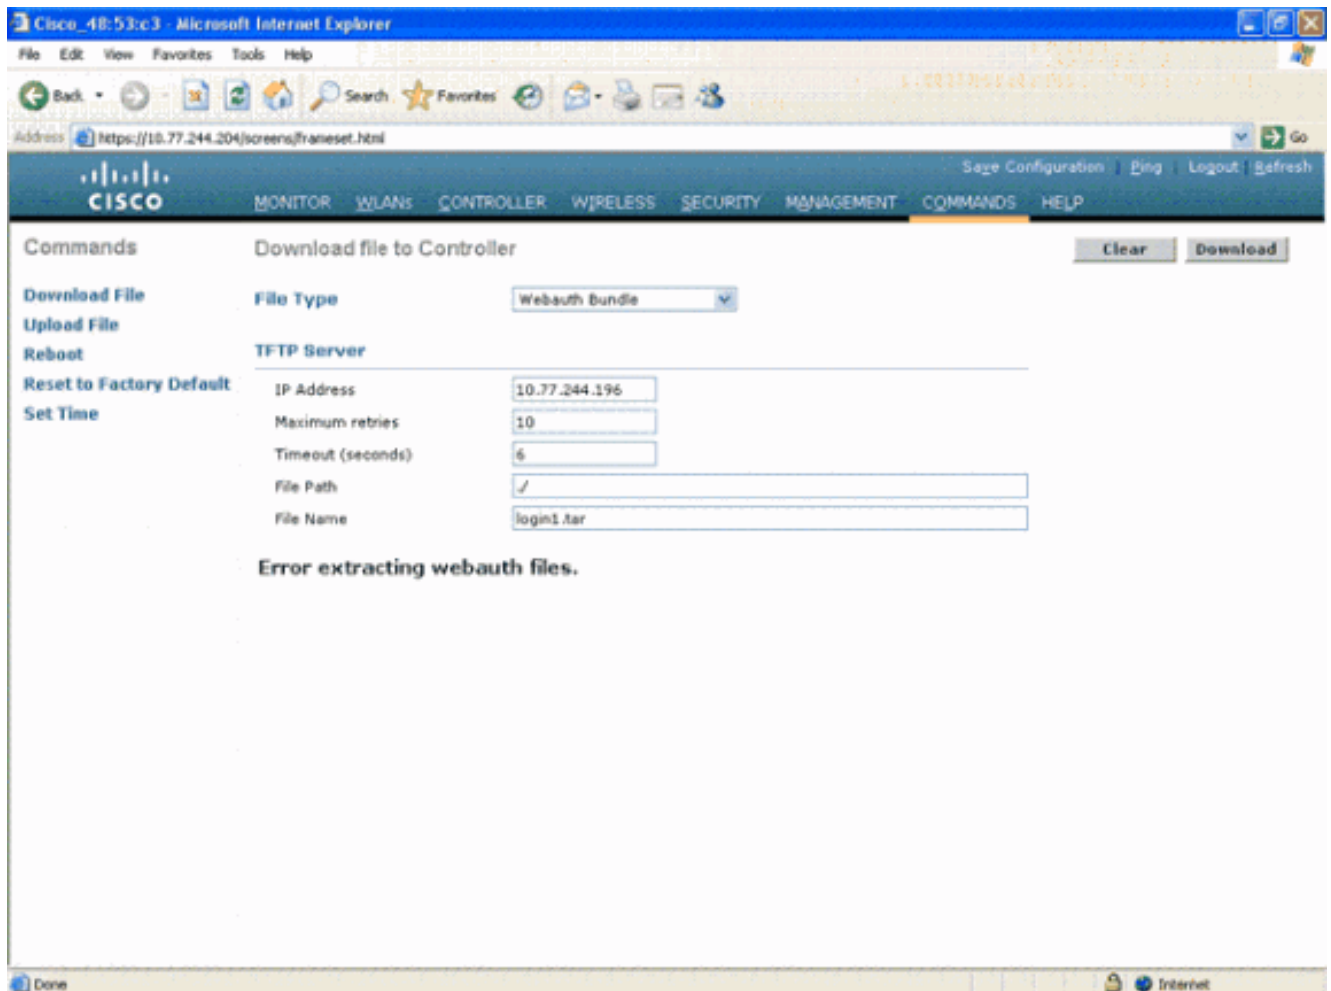 Cisco_48:53:c3 - Microsoft Internet Explorer
File Edit View Favorites Tools Help
Back Search Favorites
Address https://10.77.244.204/screens/frameset.html Go
Save Configuration Ping Logout Refresh
CISCO MONITOR WLANs CONTROLLER WIRELESS SECURITY MANAGEMENT COMMANDS HELP
Commands
Download File
Upload File
Reboot
Reset to Factory Default
Set Time
Download file to Controller Clear Download
File Type Webauth Bundle
TFTP Server
IP Address 10.77.244.196
Maximum retries 10
Timeout (seconds) 6
File Path ./
File Name login1.tar
Error extracting webauth files.
Done Internet